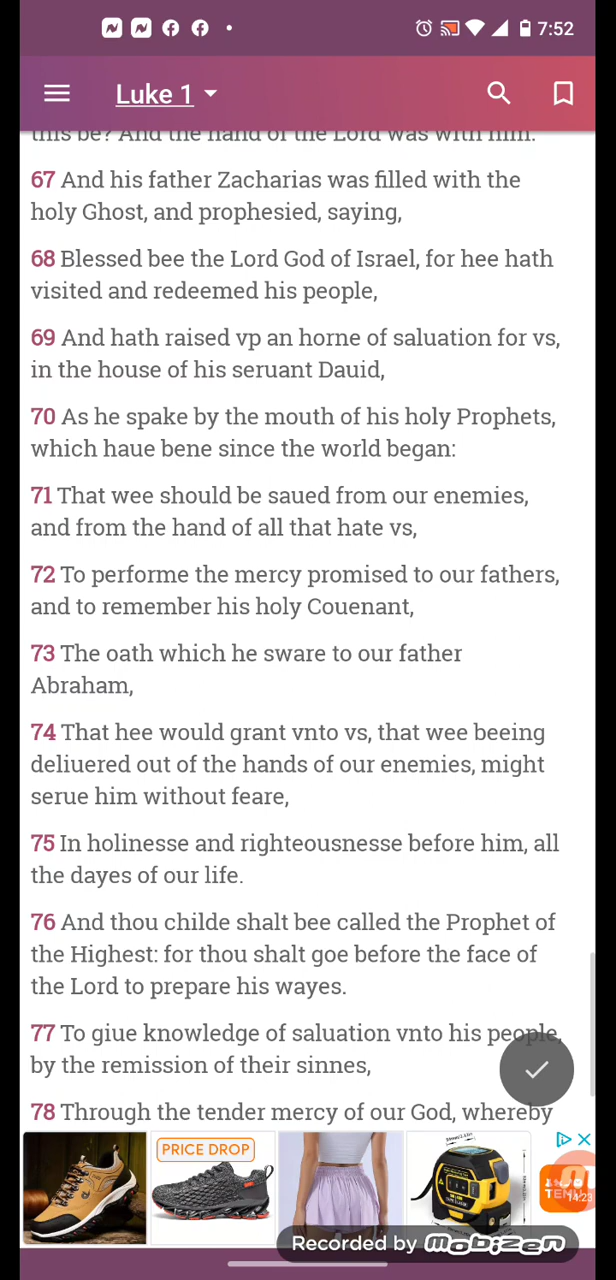 7:52
Luke 1
this be? And the hand of the Lord was with him.
67 And his father Zacharias was filled with the
holy Ghost, and prophesied, saying,
68 Blessed bee the Lord God of Israel, for hee hath
visited and redeemed his people,
69 And hath raised vp an horne of saluation for vs,
in the house of his seruant Dauid,
70 As he spake by the mouth of his holy Prophets,
which haue bene since the world began:
71 That wee should be saued from our enemies,
and from the hand of all that hate vs,
72 To performe the mercy promised to our fathers,
and to remember his holy Couenant,
73 The oath which he sware to our father
Abraham,
74 That hee would grant vnto vs, that wee beeing
deliuered out of the hands of our enemies, might
serue him without feare,
75 In holinesse and righteousnesse before him, all
the dayes of our life.
76 And thou childe shalt bee called the Prophet of
the Highest: for thou shalt goe before the face of
the Lord to prepare his wayes.
77 To giue knowledge of saluation vnto his people,
by the remission of their sinnes,
78 Through the tender mercy of our God, whereby
PRICE DROP
14:23
Recorded by mobizen